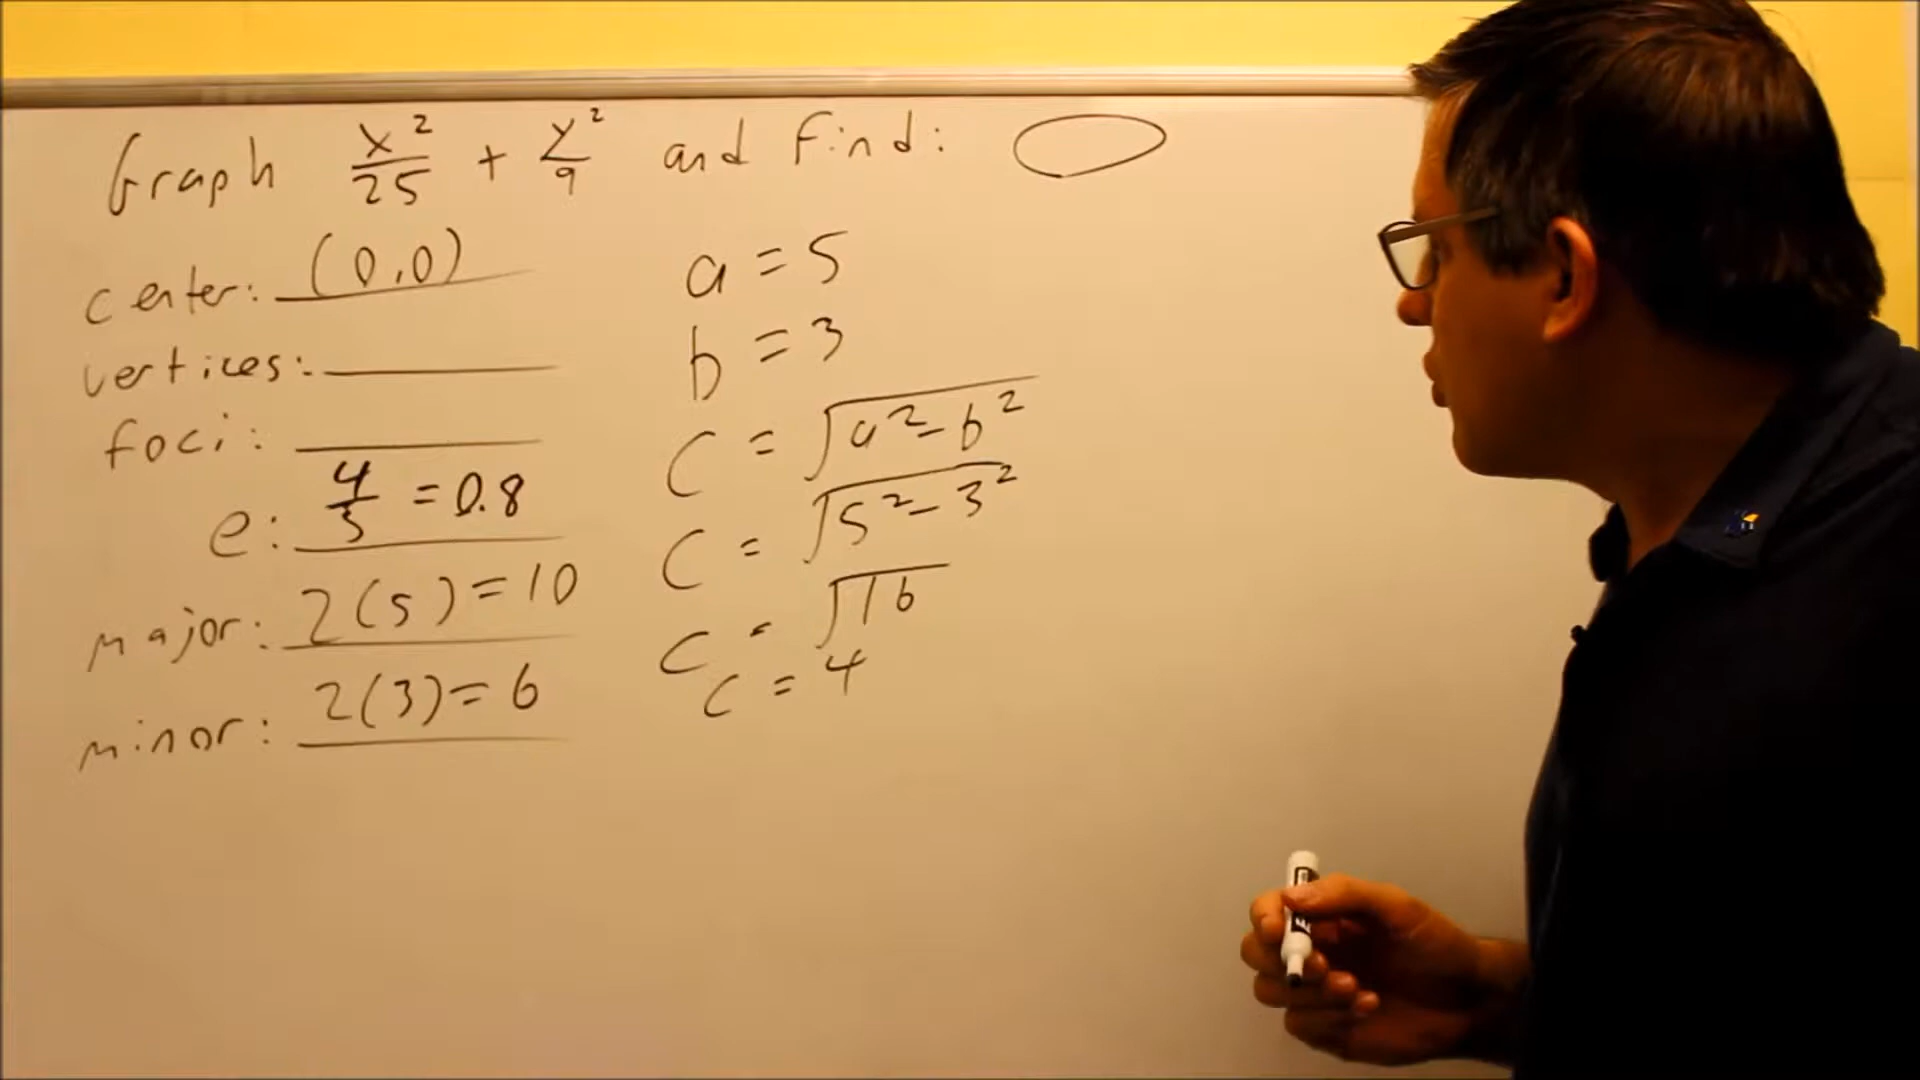 Graph x²/25 + y²/9 and find:
center: (0,0)
vertices:
foci:
e: 4/5 = 0.8
major: 2(5) = 10
minor: 2(3) = 6
a = 5
b = 3
c = √a² - b²
c = √5² - 3²
c = √16
c = 4